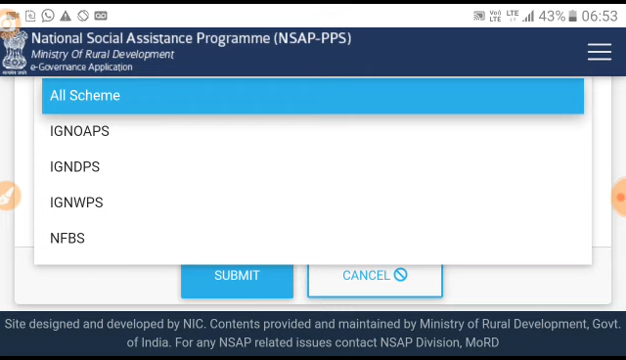 43% 06:53
National Social Assistance Programme (NSAP-PPS)
Ministry Of Rural Development
e-Governance Application
All Scheme
IGNOAPS
IGNDPS
IGNWPS
NFBS
SUBMIT
CANCEL
Site designed and developed by NIC. Contents provided and maintained by Ministry of Rural Development, Govt.
of India. For any NSAP related issues contact NSAP Division, MoRD